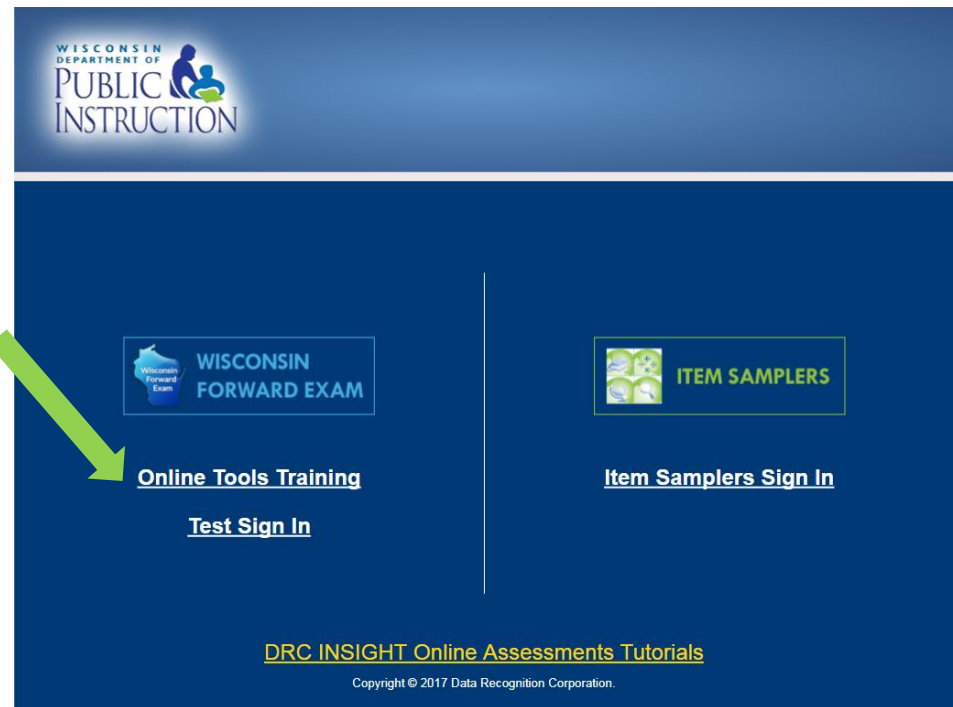 WISCONSIN
DEPARTMENT OF
PUBLIC
INSTRUCTION
Wisconsin
Forward
Exam
WISCONSIN
FORWARD EXAM
Online Tools Training
Test Sign In
ITEM SAMPLERS
Item Samplers Sign In
DRC INSIGHT Online Assessments Tutorials
Copyright © 2017 Data Recognition Corporation.